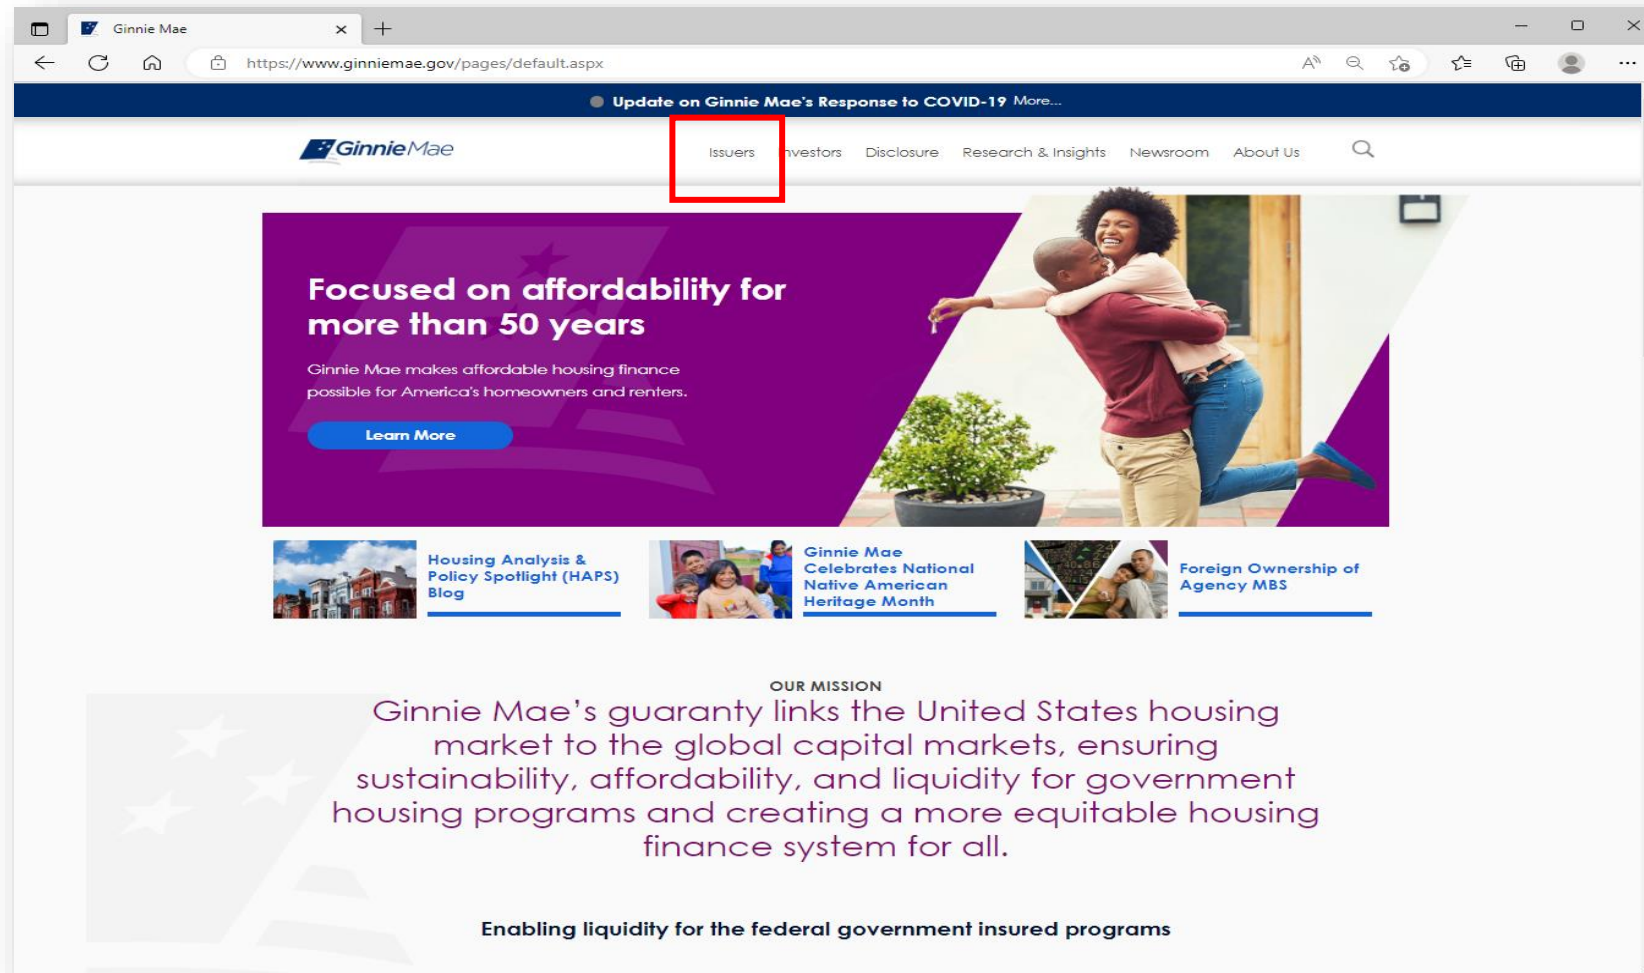 Ginnie Mae
https://www.ginniemae.gov/pages/default.aspx
Update on Ginnie Mae's Response to COVID-19 More...
GinnieMae
Issuers Investors Disclosure Research & Insights Newsroom About Us
Focused on affordability for
more than 50 years
Ginnie Mae makes affordable housing finance
possible for America's homeowners and renters.
Learn More
Housing Analysis &
Policy Spotlight (HAPS)
Blog
Ginnie Mae
Celebrates National
Native American
Heritage Month
Foreign Ownership of
Agency MBS
OUR MISSION
Ginnie Mae’s guaranty links the United States housing
market to the global capital markets, ensuring
sustainability, affordability, and liquidity for government
housing programs and creating a more equitable housing
finance system for all.
Enabling liquidity for the federal government insured programs